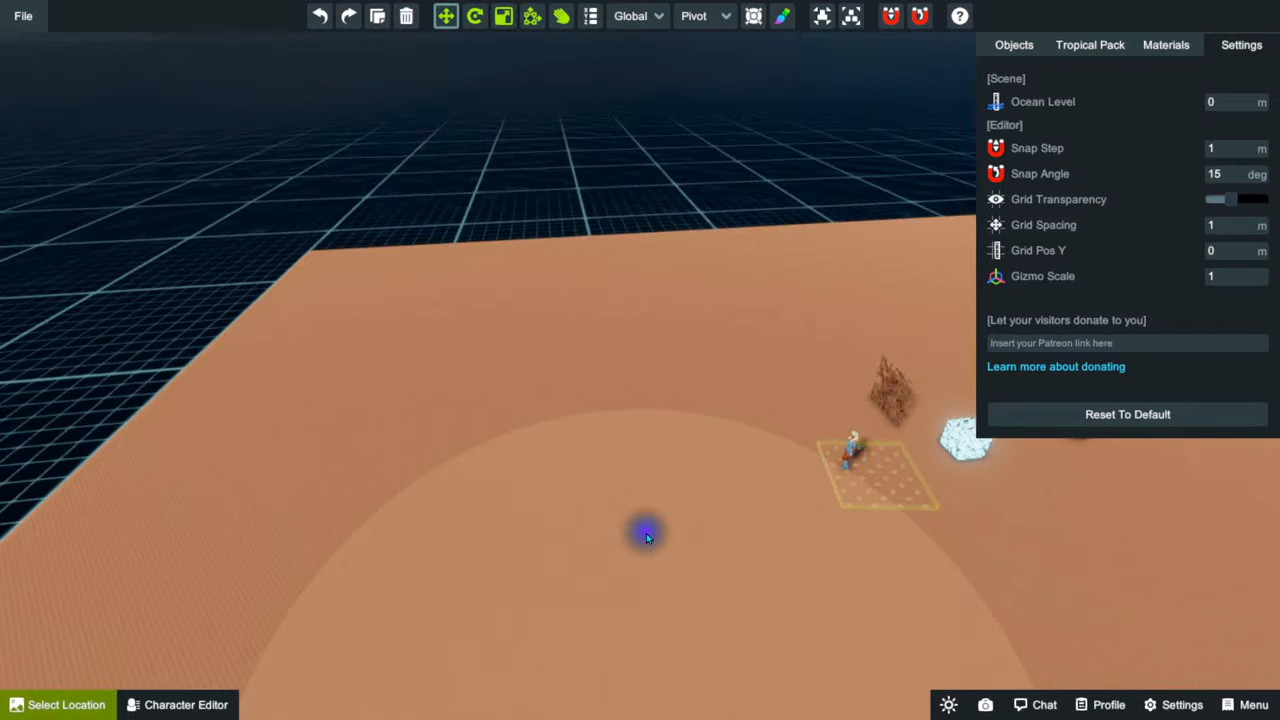 File
Global
Pivot
Objects
Tropical Pack
Materials
Settings
[Scene]
Ocean Level
0 m
[Editor]
Snap Step
1 m
Snap Angle
15 deg
Grid Transparency
Grid Spacing
1 m
Grid Pos Y
0 m
Gizmo Scale
1
[Let your visitors donate to you]
Insert your Patreon link here
Learn more about donating
Reset To Default
Select Location
Character Editor
Chat
Profile
Settings
Menu